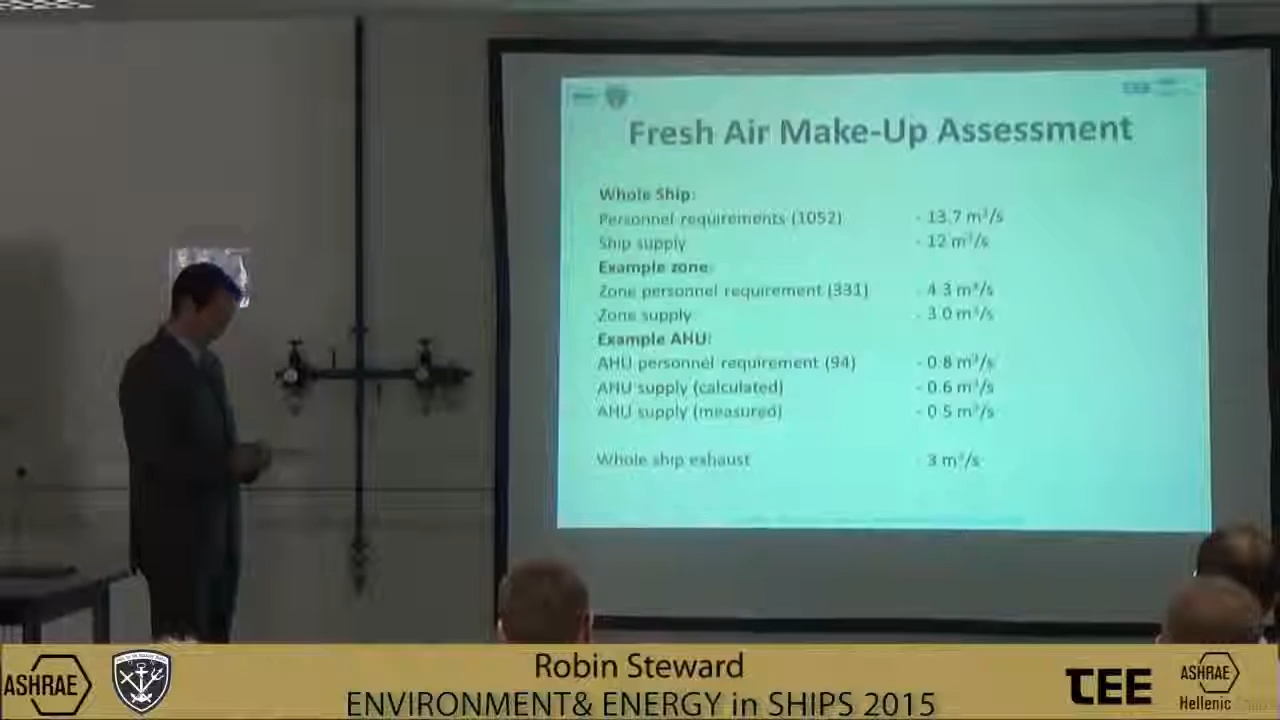 Fresh Air Make-Up Assessment
Whole Ship:
Personnel requirements (1052) - 13.7 m³/s
Ship supply - 12 m³/s
Example zone:
Zone personnel requirement (331) - 4.3 m³/s
Zone supply - 3.0 m³/s
Example AHU:
AHU personnel requirement (94) - 0.8 m³/s
AHU supply (calculated) - 0.6 m³/s
AHU supply (measured) - 0.5 m³/s
Whole ship exhaust 3 m³/s
Robin Steward
ENVIRONMENT& ENERGY in SHIPS 2015
ASHRAE
TEE
ASHRAE
Hellenic